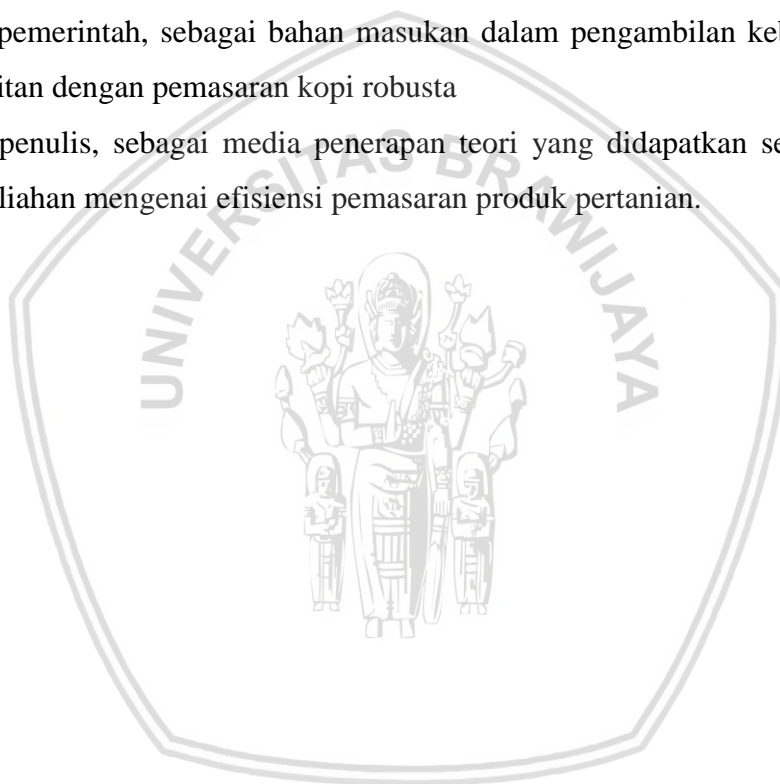 pemerintah, sebagai bahan masukan dalam pengambilan keb
itan dengan pemasaran kopi robusta
penulis, sebagai media penerapan teori yang didapatkan se
liahan mengenai efisiensi pemasaran produk pertanian.
UNIVERSITAS BRAWIJAYA